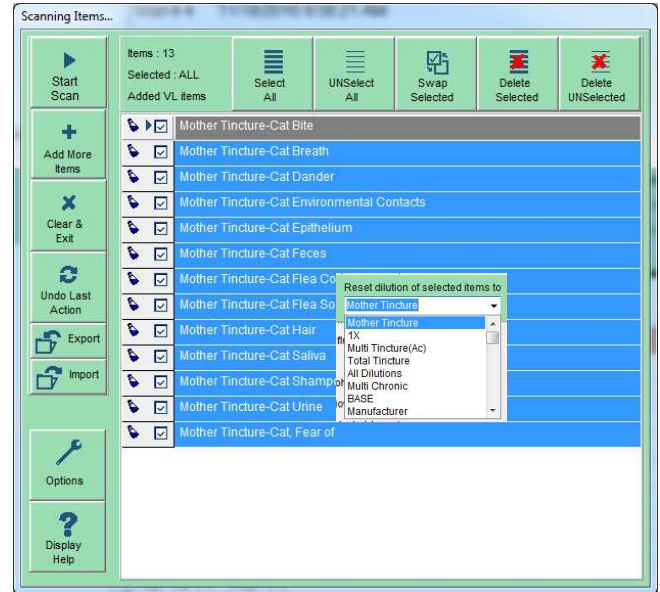 Scanning Items...
Start
Scan
Add More
Items
Clear &
Exit
Undo Last
Action
Export
Import
Options
Display
Help
Items : 13
Selected : ALL
Added VL items
Select
All
UNSelect
All
Swap
Selected
Delete
Selected
Delete
UNSelected
Mother Tincture-Cat Bite
Mother Tincture-Cat Breath
Mother Tincture-Cat Dander
Mother Tincture-Cat Environmental Contacts
Mother Tincture-Cat Epithelium
Mother Tincture-Cat Feces
Mother Tincture-Cat Flea
Mother Tincture-Cat Flea
Mother Tincture-Cat Hair
Mother Tincture-Cat Saliva
Mother Tincture-Cat
Mother Tincture-Cat Urine
Mother Tincture-Cat, Fear of
Reset dilution of selected items to
Mother Tincture
Mother Tincture
1X
Multi Tincture(Ac)
Total Tincture
All Dilutions
Multi Chronic
BASE
Manufacturer